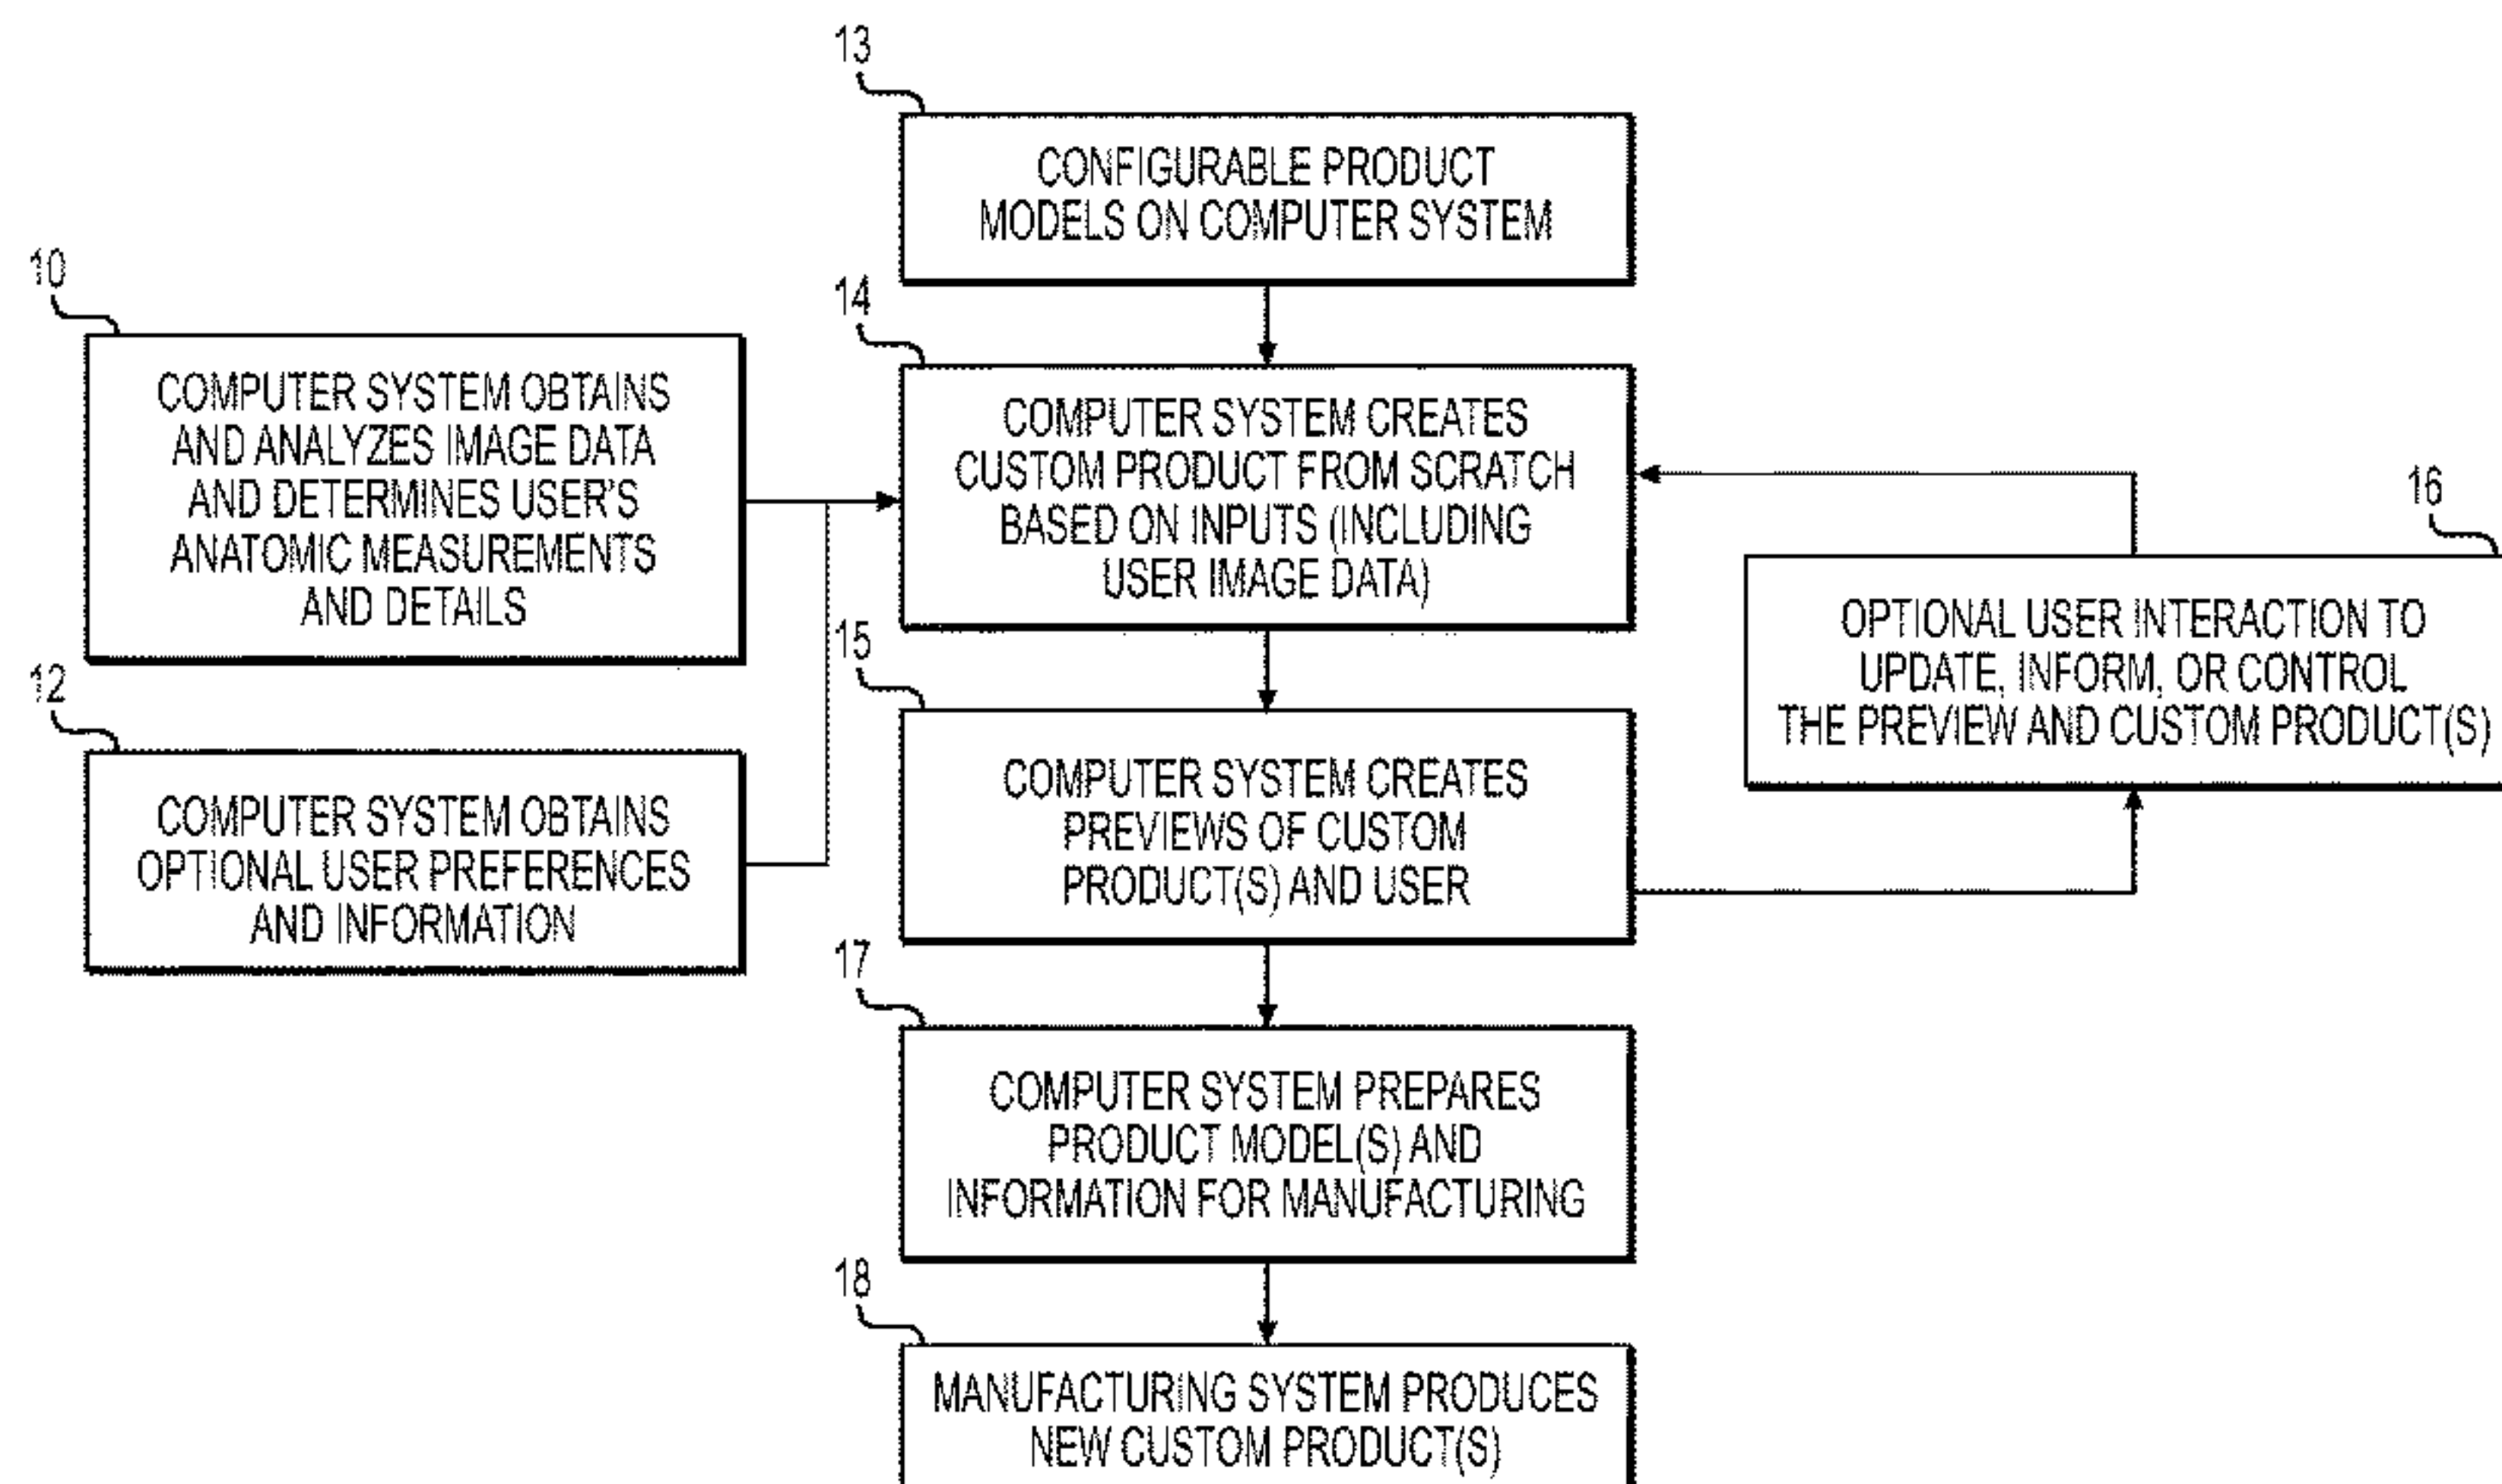 13
CONFIGURABLE PRODUCT
MODELS ON COMPUTER SYSTEM
10
COMPUTER SYSTEM OBTAINS
AND ANALYZES IMAGE DATA
AND DETERMINES USER'S
ANATOMIC MEASUREMENTS
AND DETAILS
14
COMPUTER SYSTEM CREATES
CUSTOM PRODUCT FROM SCRATCH
BASED ON INPUTS (INCLUDING
USER IMAGE DATA)
16
OPTIONAL USER INTERACTION TO
UPDATE, INFORM, OR CONTROL
THE PREVIEW AND CUSTOM PRODUCT(S)
12
COMPUTER SYSTEM OBTAINS
OPTIONAL USER PREFERENCES
AND INFORMATION
15
COMPUTER SYSTEM CREATES
PREVIEWS OF CUSTOM
PRODUCT(S) AND USER
17
COMPUTER SYSTEM PREPARES
PRODUCT MODEL(S) AND
INFORMATION FOR MANUFACTURING
18
MANUFACTURING SYSTEM PRODUCES
NEW CUSTOM PRODUCT(S)